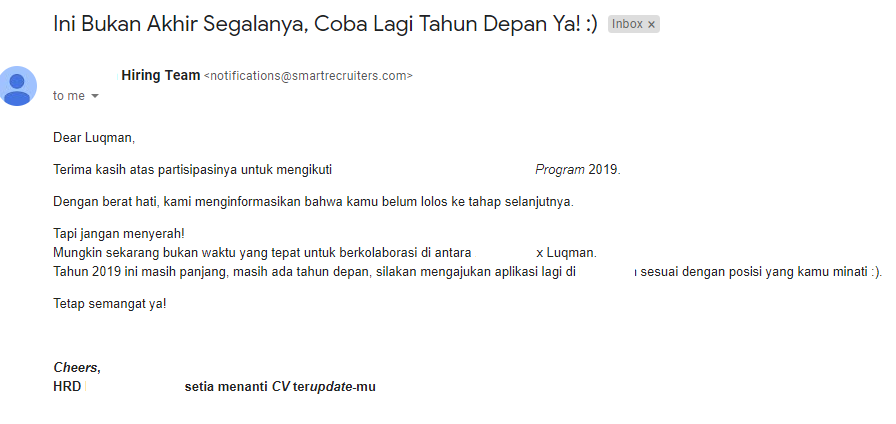 Ini Bukan Akhir Segalanya, Coba Lagi Tahun Depan Ya! :) Inbox x
Hiring Team <notifications@smartrecruiters.com>
to me
Dear Luqman,
Terima kasih atas partisipasinya untuk mengikuti Program 2019.
Dengan berat hati, kami menginformasikan bahwa kamu belum lolos ke tahap selanjutnya.
Tapi jangan menyerah!
Mungkin sekarang bukan waktu yang tepat untuk berkolaborasi di antara x Luqman.
Tahun 2019 ini masih panjang, masih ada tahun depan, silakan mengajukan aplikasi lagi di sesuai dengan posisi yang kamu minati :).
Tetap semangat ya!
Cheers,
HRD setia menanti CV terupdate-mu